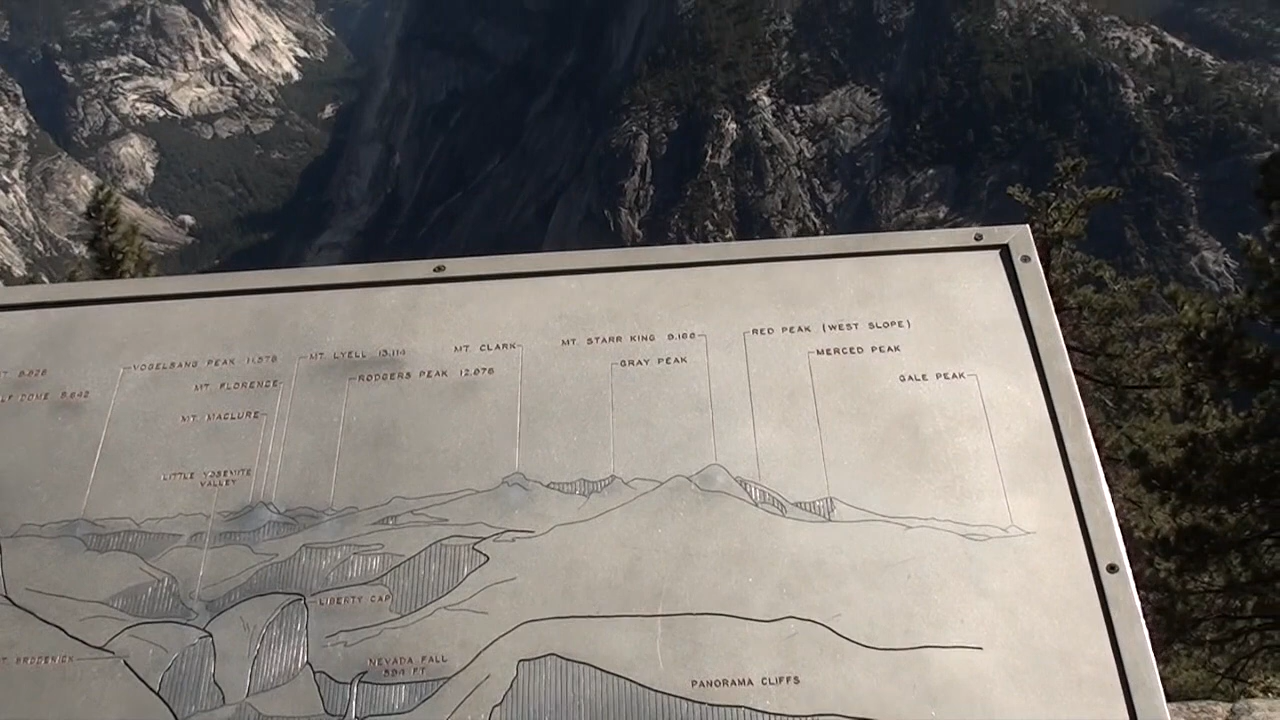 MT. STARR KING 9.166
RED PEAK (WEST SLOPE)
MT. CLARK
MERCED PEAK
VOGELSANG PEAK 11.578
MT. LYELL 13.114
GRAY PEAK
RODGERS PEAK 12.076
GALE PEAK
MT. FLORENCE
MT. MACLURE
LITTLE YOSEMITE
VALLEY
LIBERTY CAP
NEVADA FALL
594 FT.
PANORAMA CLIFFS